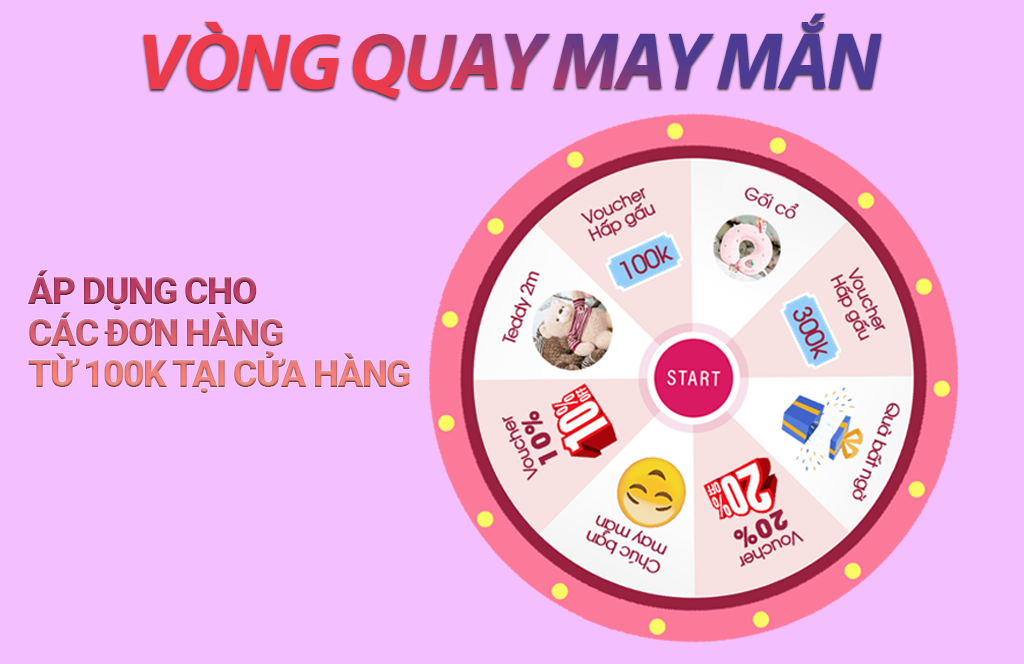 VÒNG QUAY MAY MẮN
ÁP DỤNG CHO
CÁC ĐƠN HÀNG
TỪ 100K TẠI CỬA HÀNG
Gối cổ
Voucher
Hấp gấu
300k
Quà bất ngờ
Voucher
20%
20%
OFF
Chúc bạn
may mắn
Voucher
10%
10%
OFF
Teddy 2m
Voucher
Hấp gấu
100k
START